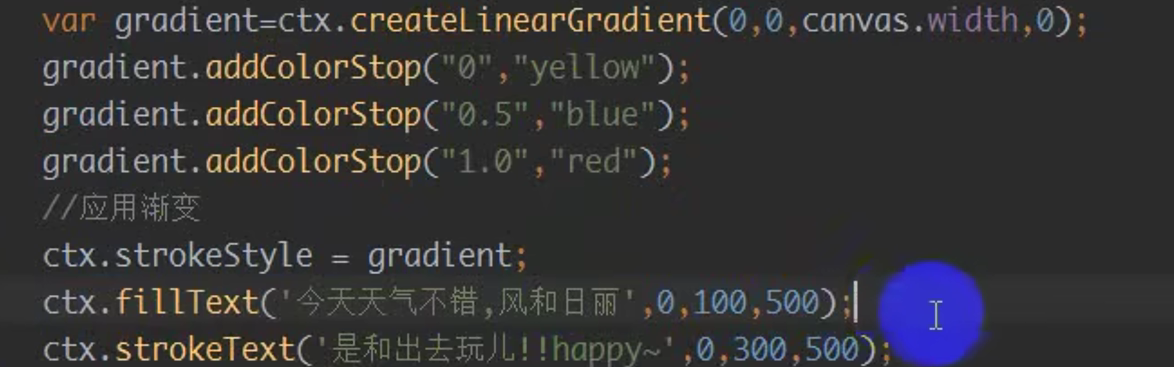 var gradient=ctx.createLinearGradient(0,0,canvas.width,0);
gradient.addColorStop("0","yellow");
gradient.addColorStop("0.5","blue");
gradient.addColorStop("1.0","red");
//应用渐变
ctx.strokeStyle = gradient;
ctx.fillText('今天天气不错,风和日丽',0,100,500);
ctx.strokeText('是和出去玩儿!!happy~',0,300,500);